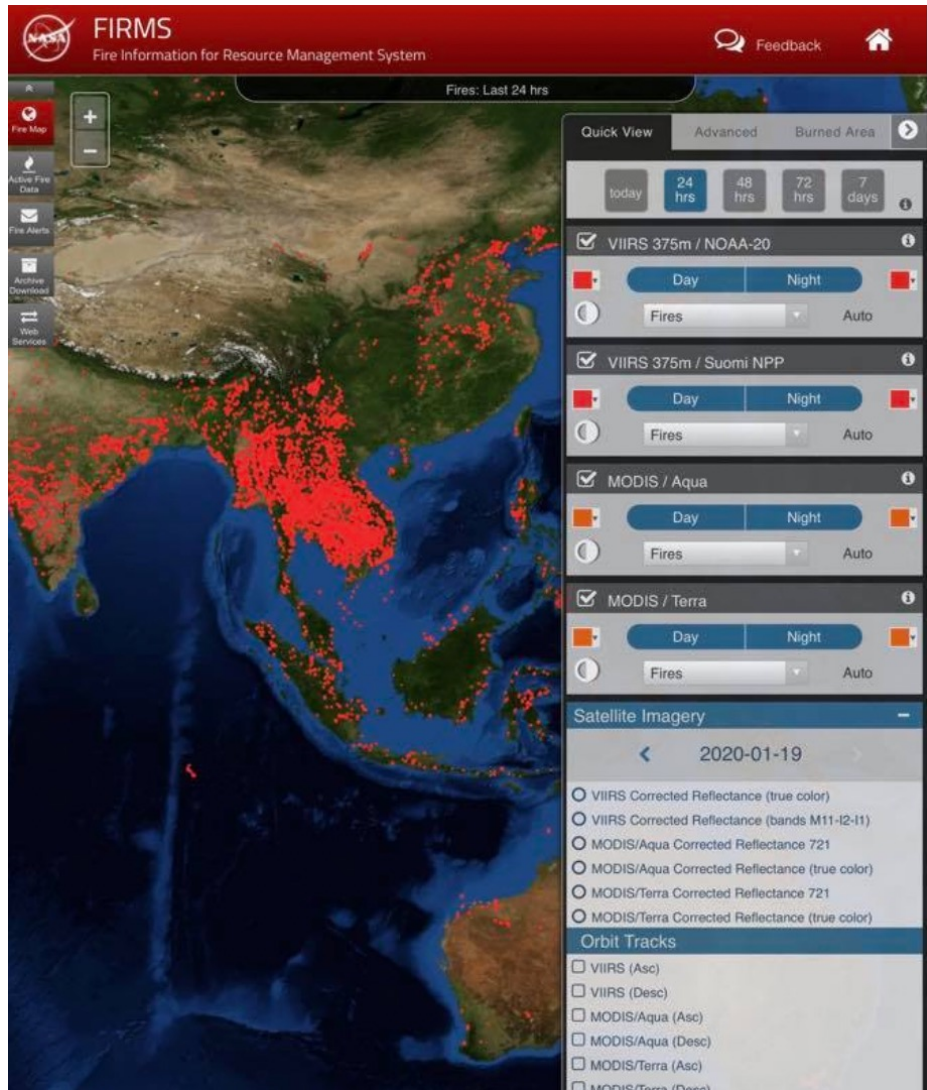 NASA
FIRMS
Fire Information for Resource Management System
Feedback
Fires: Last 24 hrs
Fire Map
Active Fire
Data
Fire Alerts
Archive
Download
Web
Services
+
−
Quick View Advanced Burned Area
today 24 hrs 48 hrs 72 hrs 7 days
VIIRS 375m / NOAA-20
Day Night
Fires Auto
VIIRS 375m / Suomi NPP
Day Night
Fires Auto
MODIS / Aqua
Day Night
Fires Auto
MODIS / Terra
Day Night
Fires Auto
Satellite Imagery −
2020-01-19
VIIRS Corrected Reflectance (true color)
VIIRS Corrected Reflectance (bands M11-I2-I1)
MODIS/Aqua Corrected Reflectance 721
MODIS/Aqua Corrected Reflectance (true color)
MODIS/Terra Corrected Reflectance 721
MODIS/Terra Corrected Reflectance (true color)
Orbit Tracks
VIIRS (Asc)
VIIRS (Desc)
MODIS/Aqua (Asc)
MODIS/Aqua (Desc)
MODIS/Terra (Asc)
MODIS/Terra (Desc)